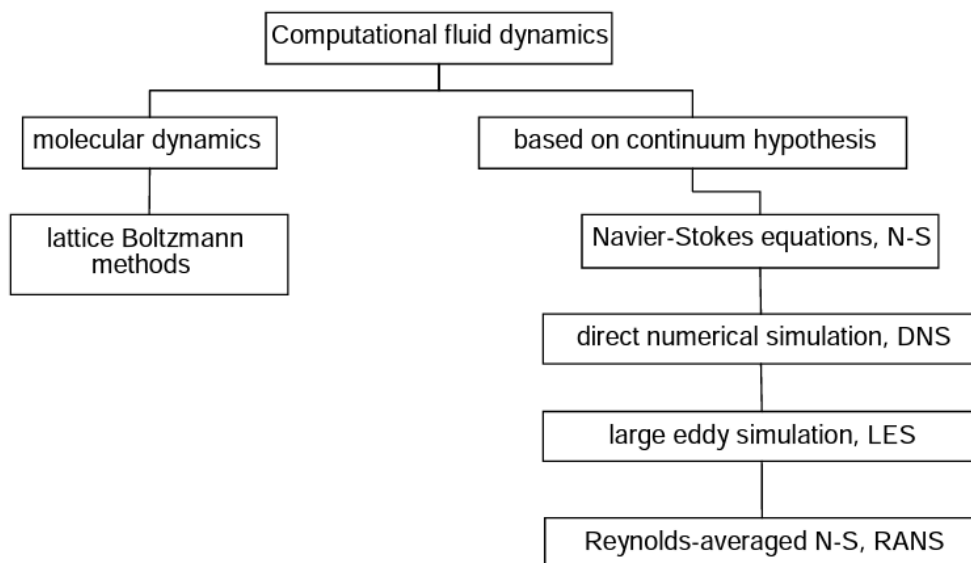 Computational fluid dynamics
molecular dynamics
based on continuum hypothesis
lattice Boltzmann
methods
Navier-Stokes equations, N-S
direct numerical simulation, DNS
large eddy simulation, LES
Reynolds-averaged N-S, RANS